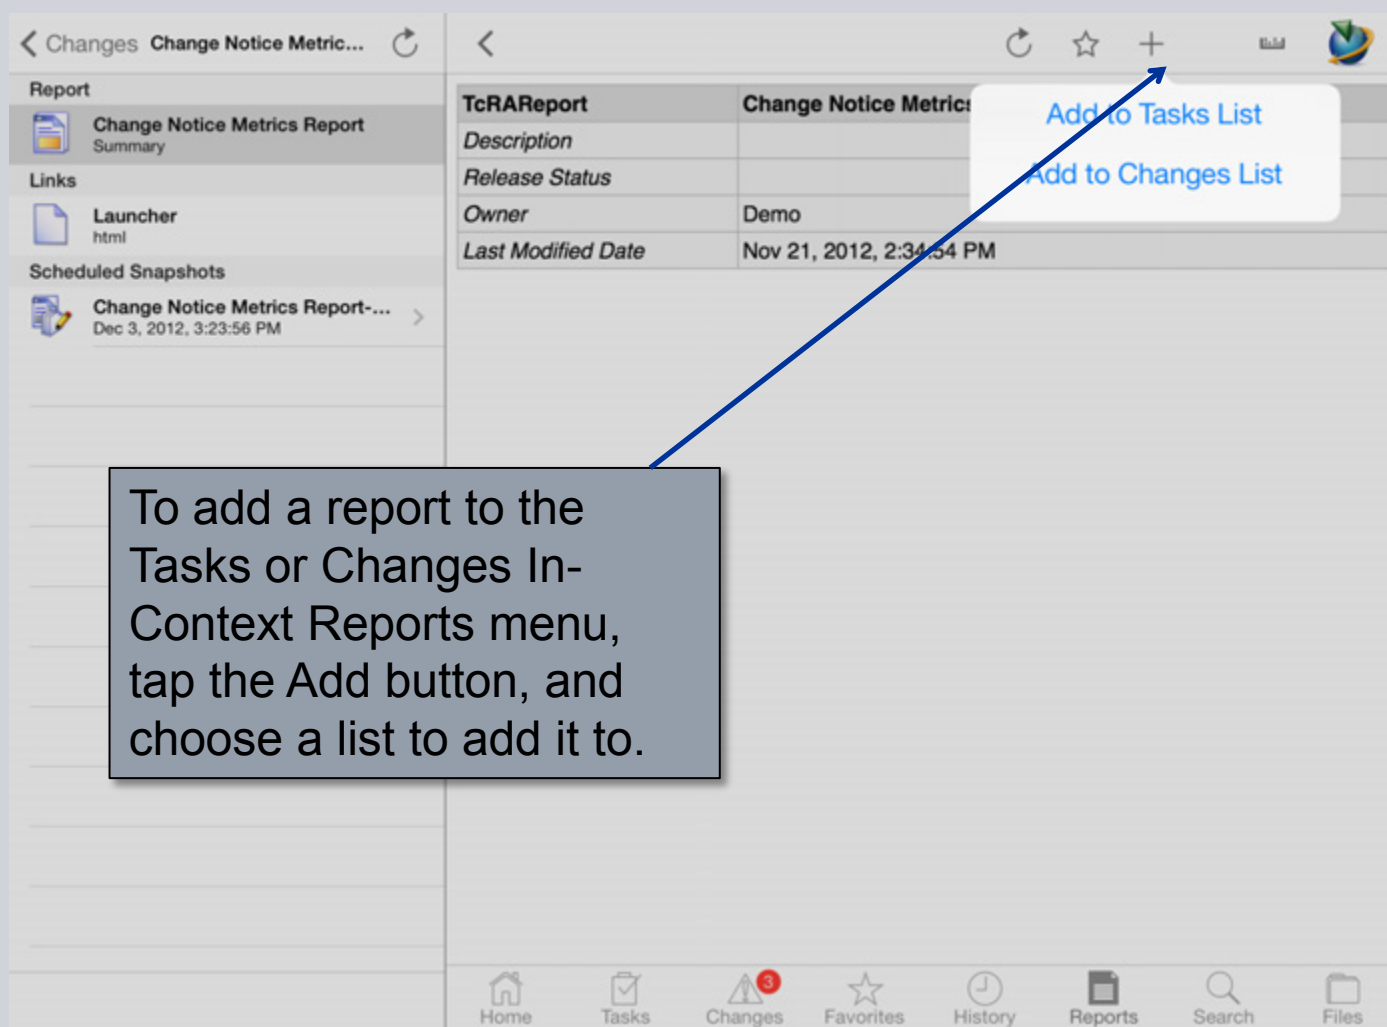 Changes Change Notice Metric...
Report
Change Notice Metrics Report
Summary
Links
Launcher
html
Scheduled Snapshots
Change Notice Metrics Report-...
Dec 3, 2012, 3:23:56 PM
TcRAReport Change Notice Metrics
Description
Release Status
Owner Demo
Last Modified Date Nov 21, 2012, 2:34:54 PM
Add to Tasks List
Add to Changes List
To add a report to the
Tasks or Changes In-
Context Reports menu,
tap the Add button, and
choose a list to add it to.
3
Home Tasks Changes Favorites History Reports Search Files